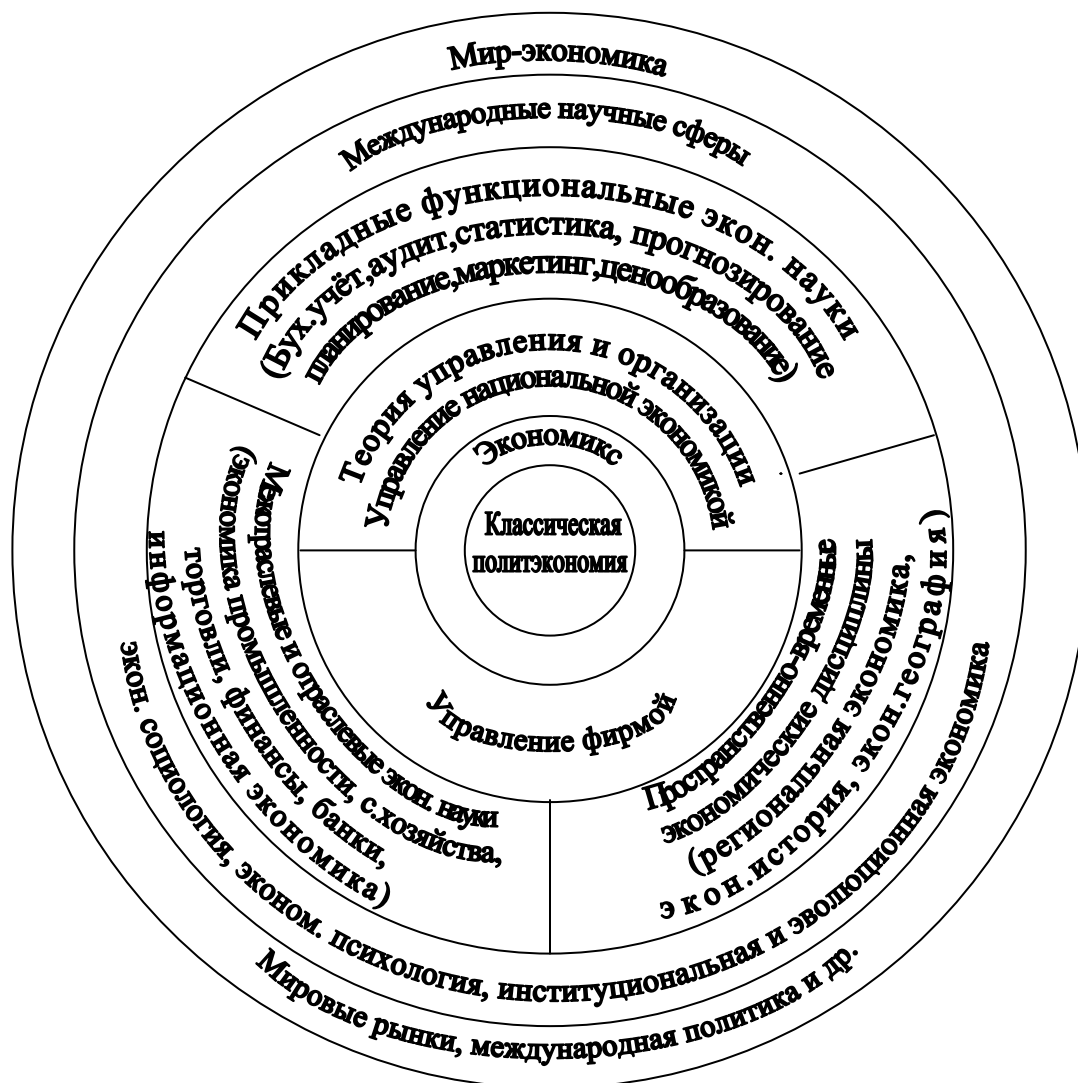 Мир-экономика
Международные научные сферы
Прикладные функциональные экон. науки
(Бух.учёт,аудит,статистика, прогнозирование
планирование,маркетинг,ценообразование)
Теория управления и организации
Управление национальной экономикой
Экономикс
Классическая
политэкономия
Управление фирмой
Межотраслевые и отраслевые экон. науки
(экономика промышленности, с.хозяйства,
торговли, финансы, банки,
информационная экономика)
Пространственно-временные
экономические дисциплины
(региональная экономика,
экон.история, экон.география)
экон. социология, эконом. психология, институциональная и эволюционная экономика
Мировые рынки, международная политика и др.